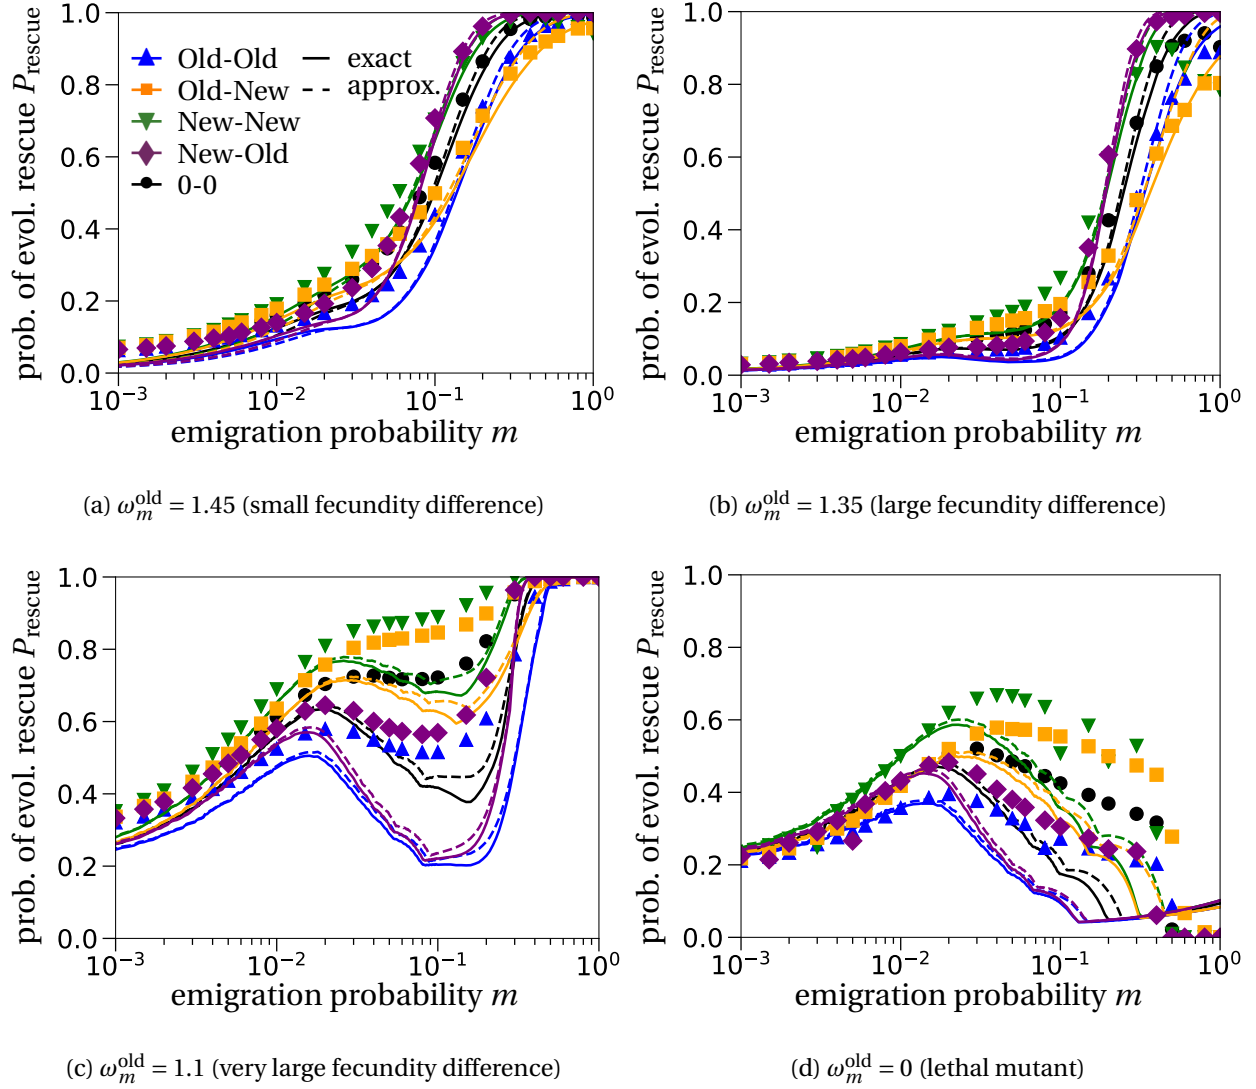 prob. of evol. rescue P_rescue
1.0
0.8
0.6
0.4
0.2
0.0
Old-Old
Old-New
New-New
New-Old
0-0
exact
approx.
10^-3
10^-2
10^-1
10^0
emigration probability m
(a) ω_m^old = 1.45 (small fecundity difference)
prob. of evol. rescue P_rescue
1.0
0.8
0.6
0.4
0.2
0.0
10^-3
10^-2
10^-1
10^0
emigration probability m
(b) ω_m^old = 1.35 (large fecundity difference)
prob. of evol. rescue P_rescue
1.0
0.8
0.6
0.4
0.2
0.0
10^-3
10^-2
10^-1
10^0
emigration probability m
(c) ω_m^old = 1.1 (very large fecundity difference)
prob. of evol. rescue P_rescue
1.0
0.8
0.6
0.4
0.2
0.0
10^-3
10^-2
10^-1
10^0
emigration probability m
(d) ω_m^old = 0 (lethal mutant)